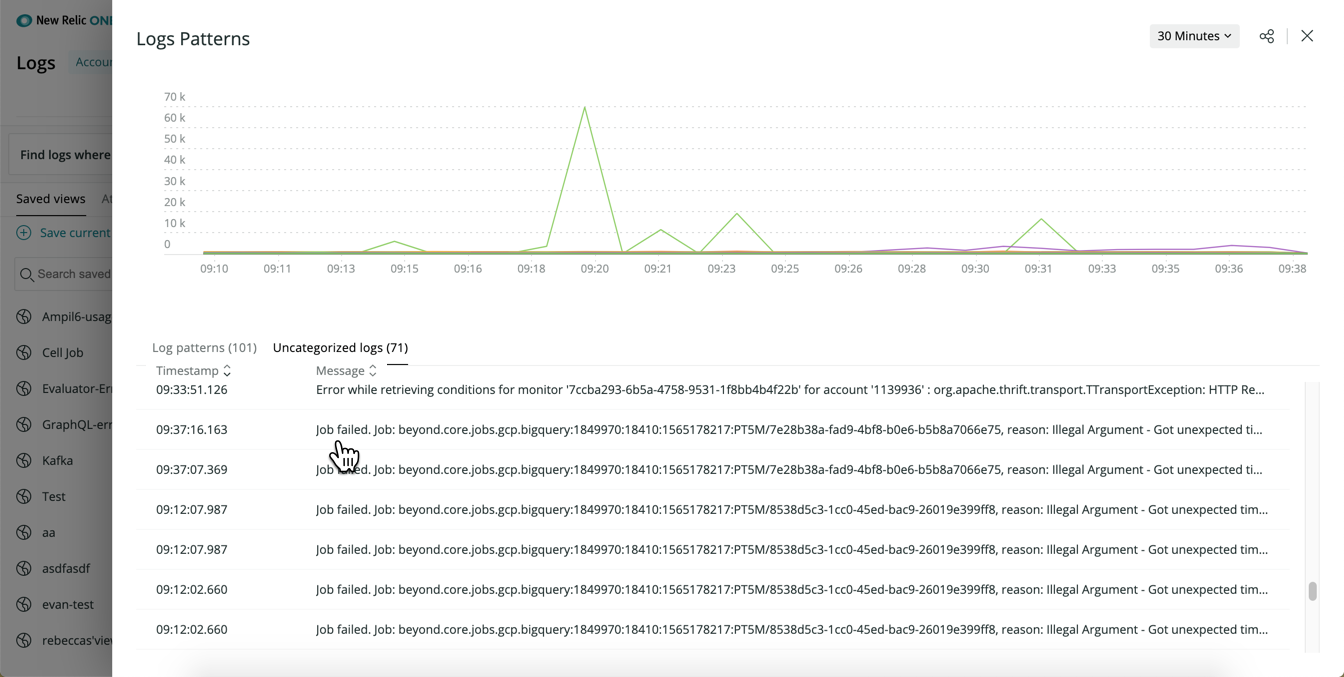 New Relic ONE
Logs Patterns
30 Minutes
Logs
Accoun
70 k
60 k
50 k
40 k
30 k
20 k
10 k
0
09:10 09:11 09:13 09:15 09:16 09:18 09:20 09:21 09:23 09:25 09:26 09:28 09:30 09:31 09:33 09:35 09:36 09:38
Find logs where
Saved views
Save current
Search saved
Ampil6-usag
Cell Job
Evaluator-Er
GraphQL-err
Kafka
Test
aa
asdfasdf
evan-test
rebeccas'view
Log patterns (101) Uncategorized logs (71)
Timestamp Message
09:33:51.126 Error while retrieving conditions for monitor '7ccba293-6b5a-4758-9531-1f8bb4b4f22b' for account '1139936' : org.apache.thrift.transport.TTransportException: HTTP Re...
09:37:16.163 Job failed. Job: beyond.core.jobs.gcp.bigquery:1849970:18410:1565178217:PT5M/7e28b38a-fad9-4bf8-b0e6-b5b8a7066e75, reason: Illegal Argument - Got unexpected ti...
09:37:07.369 Job failed. Job: beyond.core.jobs.gcp.bigquery:1849970:18410:1565178217:PT5M/7e28b38a-fad9-4bf8-b0e6-b5b8a7066e75, reason: Illegal Argument - Got unexpected ti...
09:12:07.987 Job failed. Job: beyond.core.jobs.gcp.bigquery:1849970:18410:1565178217:PT5M/8538d5c3-1cc0-45ed-bac9-26019e399ff8, reason: Illegal Argument - Got unexpected tim...
09:12:07.987 Job failed. Job: beyond.core.jobs.gcp.bigquery:1849970:18410:1565178217:PT5M/8538d5c3-1cc0-45ed-bac9-26019e399ff8, reason: Illegal Argument - Got unexpected tim...
09:12:02.660 Job failed. Job: beyond.core.jobs.gcp.bigquery:1849970:18410:1565178217:PT5M/8538d5c3-1cc0-45ed-bac9-26019e399ff8, reason: Illegal Argument - Got unexpected tim...
09:12:02.660 Job failed. Job: beyond.core.jobs.gcp.bigquery:1849970:18410:1565178217:PT5M/8538d5c3-1cc0-45ed-bac9-26019e399ff8, reason: Illegal Argument - Got unexpected tim...